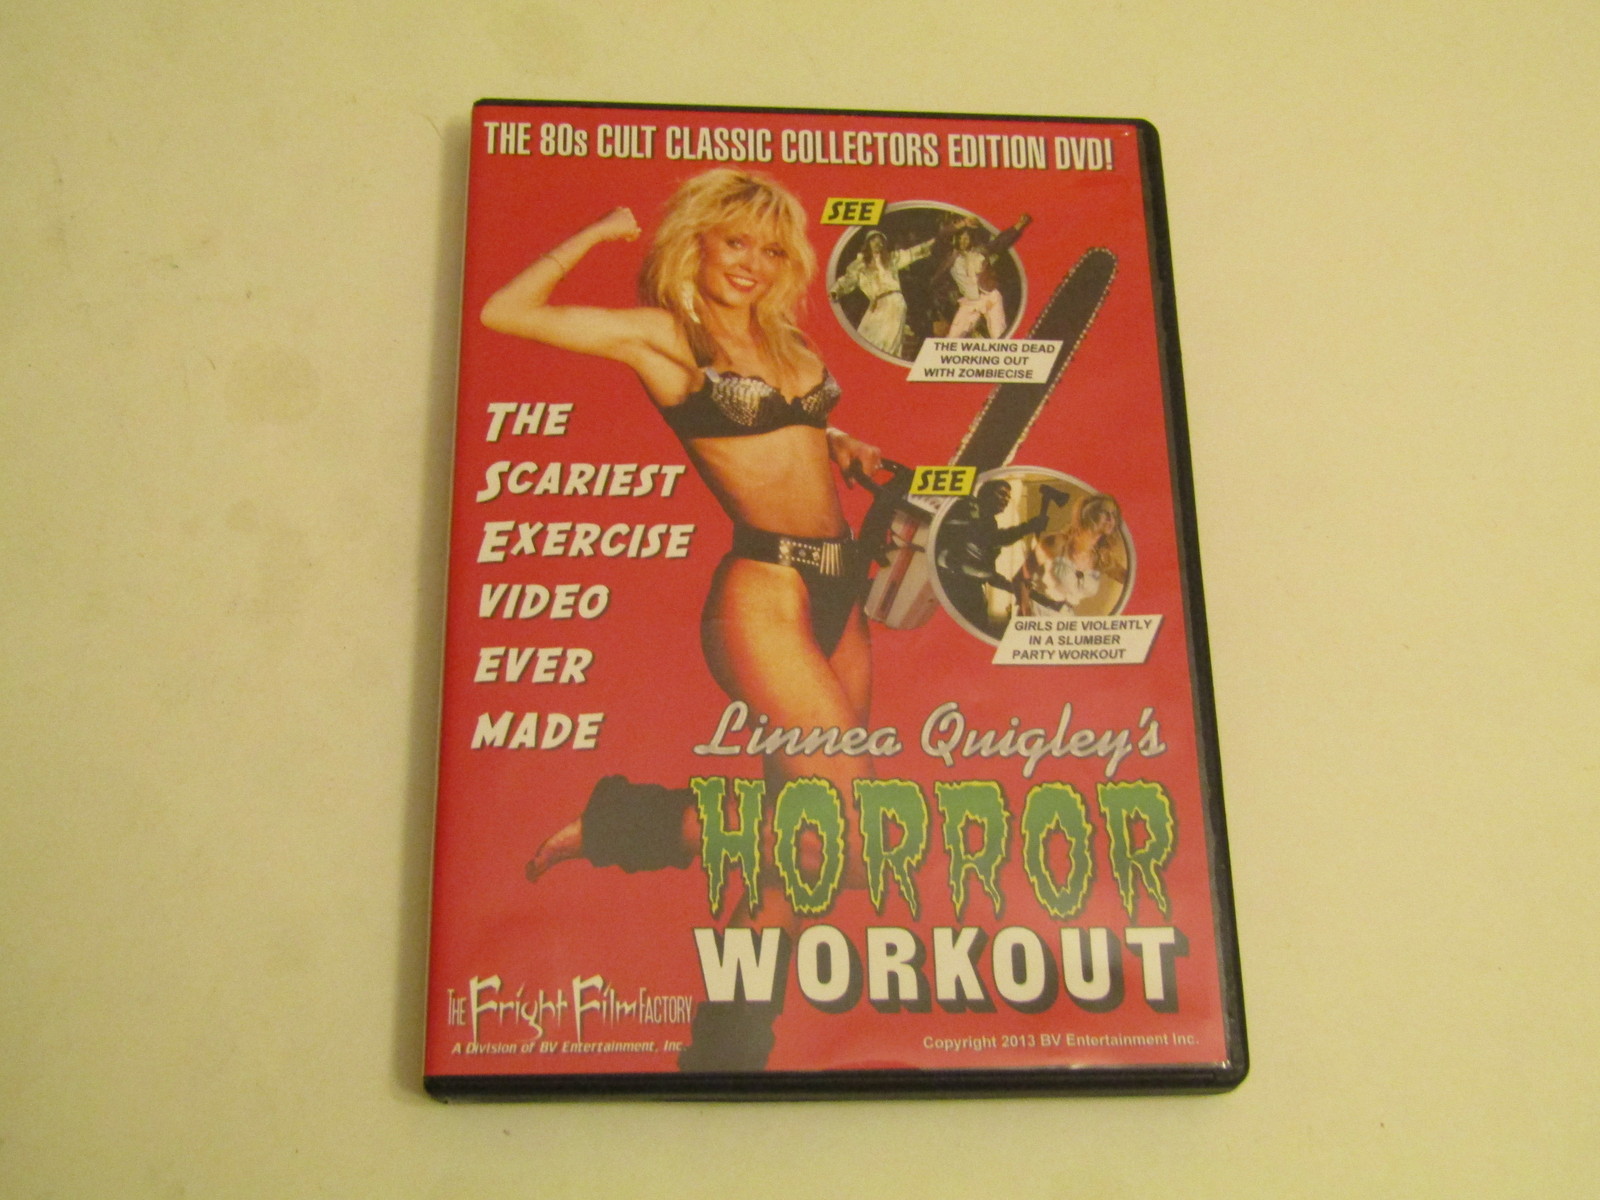 THE 80s CULT CLASSIC COLLECTORS EDITION DVD!
SEE
THE WALKING DEAD
WORKING OUT
WITH ZOMBIECISE
THE
SCARIEST
EXERCISE
VIDEO
EVER
MADE
SEE
GIRLS DIE VIOLENTLY
IN A SLUMBER
PARTY WORKOUT
Linnea Quigley's
HORROR
WORKOUT
THE Fright Film FACTORY
A Division of BV Entertainment, Inc.
Copyright 2013 BV Entertainment Inc.